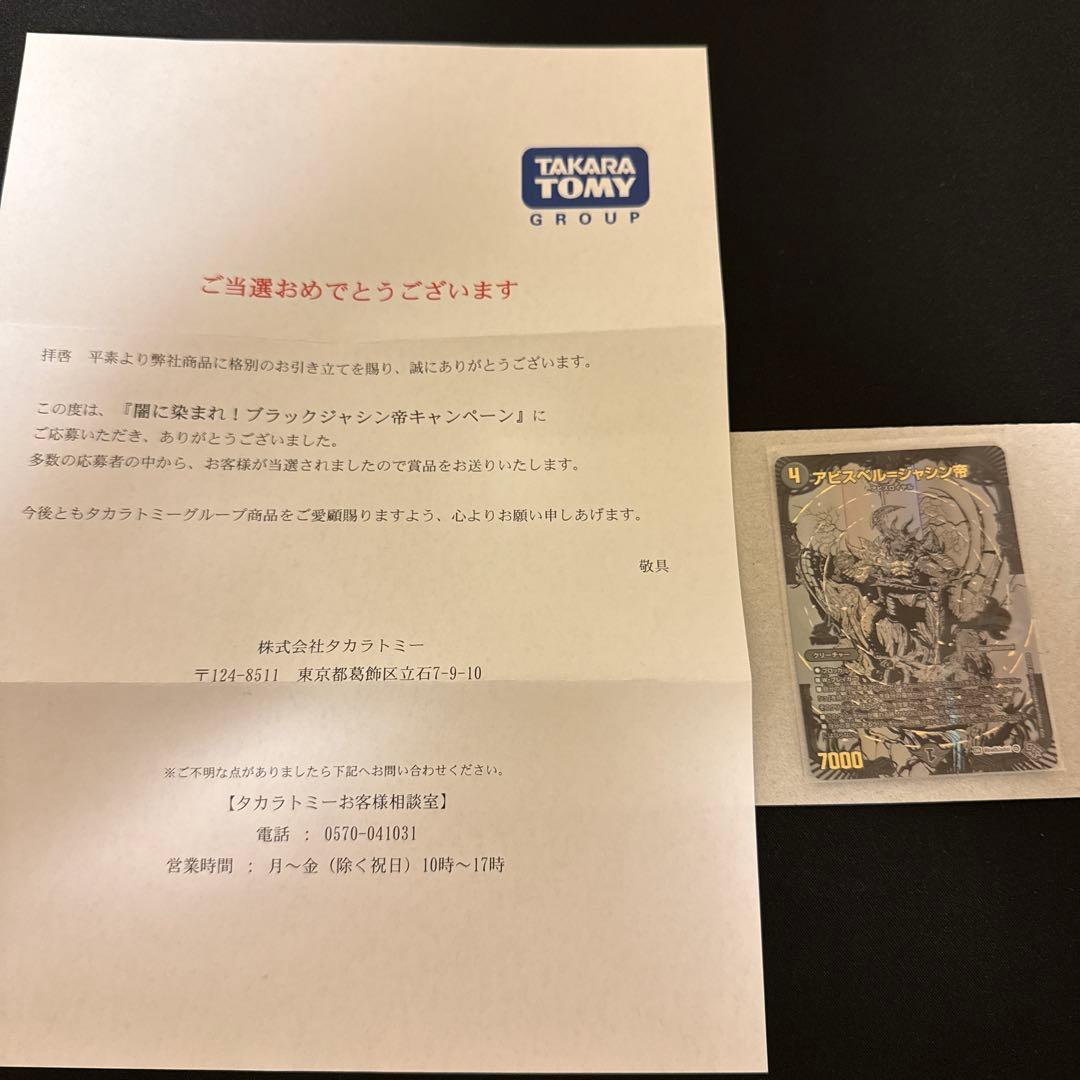 TAKARA
TOMY
GROUP
ご当選おめでとうございます
拝啓　平素より弊社商品に格別のお引き立てを賜り、誠にありがとうございます。
この度は、『闇に染まれ！ブラックジャシン帝キャンペーン』に
ご応募いただき、ありがとうございました。
多数の応募者の中から、お客様が当選されましたので賞品をお送りいたします。
今後ともタカラトミーグループ商品をご愛顧賜りますよう、心よりお願い申しあげます。
敬具
株式会社タカラトミー
〒124-8511　東京都葛飾区立石7-9-10
※ご不明な点がありましたら下記へお問い合わせください。
【タカラトミーお客様相談室】
電話　：　0570-041031
営業時間　：　月～金（除く祝日）10時～17時
4 アビスベル=ジャシン帝
アビスロイヤル
クリーチャー
7000